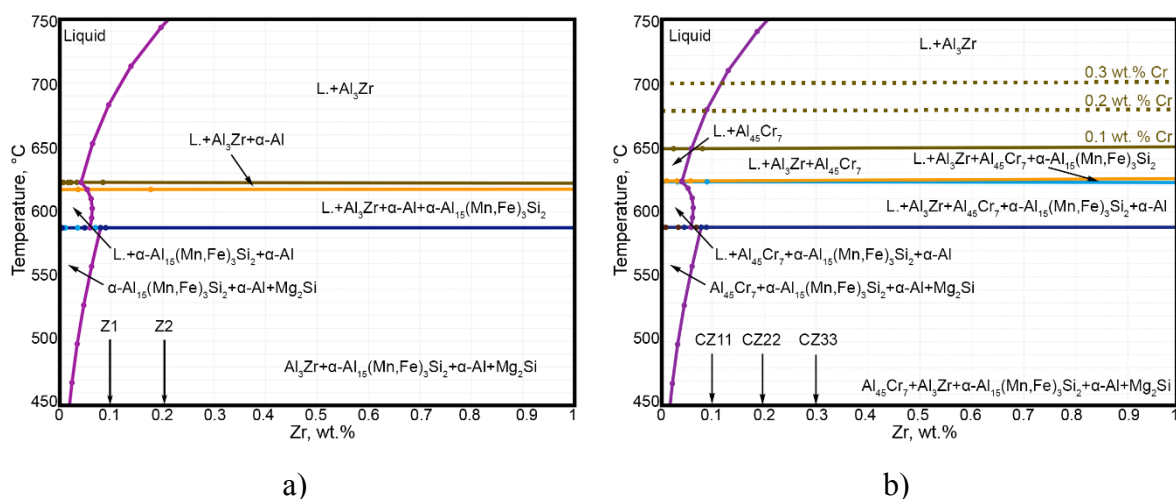 750
Liquid
L.+Al₃Zr
700
L.+Al₃Zr+α-Al
650
600
L.+Al₃Zr+α-Al+α-Al₁₅(Mn,Fe)₃Si₂
L.+α-Al₁₅(Mn,Fe)₃Si₂+α-Al
550
α-Al₁₅(Mn,Fe)₃Si₂+α-Al+Mg₂Si
500
Z1
Z2
Al₃Zr+α-Al₁₅(Mn,Fe)₃Si₂+α-Al+Mg₂Si
450
Temperature, °C
0 0.1 0.2 0.3 0.4 0.5 0.6 0.7 0.8 0.9 1
Zr, wt.%
a)
750
Liquid
L.+Al₃Zr
700
0.3 wt.% Cr
0.2 wt. % Cr
L.+Al₄₅Cr₇
0.1 wt.% Cr
650
L.+Al₃Zr+Al₄₅Cr₇
L.+Al₃Zr+Al₄₅Cr₇+α-Al₁₅(Mn,Fe)₃Si₂
600
L.+Al₃Zr+Al₄₅Cr₇+α-Al₁₅(Mn,Fe)₃Si₂+α-Al
L.+Al₄₅Cr₇+α-Al₁₅(Mn,Fe)₃Si₂+α-Al
550
Al₄₅Cr₇+α-Al₁₅(Mn,Fe)₃Si₂+α-Al+Mg₂Si
500
CZ11
CZ22
CZ33
Al₄₅Cr₇+Al₃Zr+α-Al₁₅(Mn,Fe)₃Si₂+α-Al+Mg₂Si
450
Temperature, °C
0 0.1 0.2 0.3 0.4 0.5 0.6 0.7 0.8 0.9 1
Zr, wt.%
b)